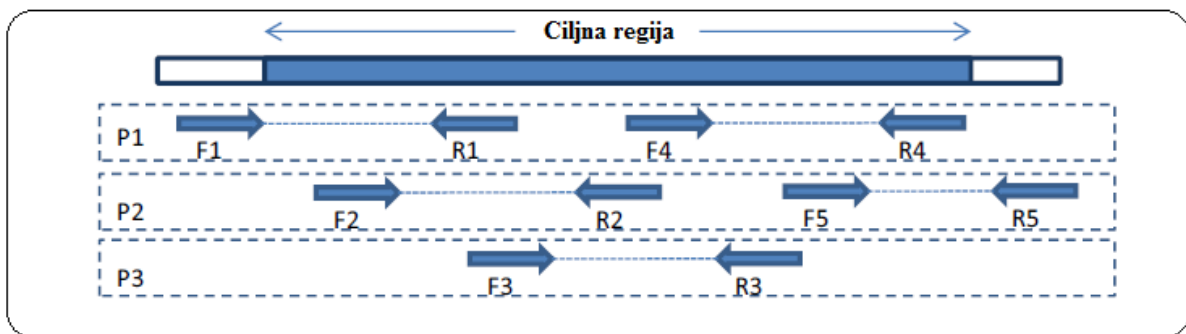 Ciljna regija
P1
F1 R1 F4 R4
P2
F2 R2 F5 R5
P3
F3 R3